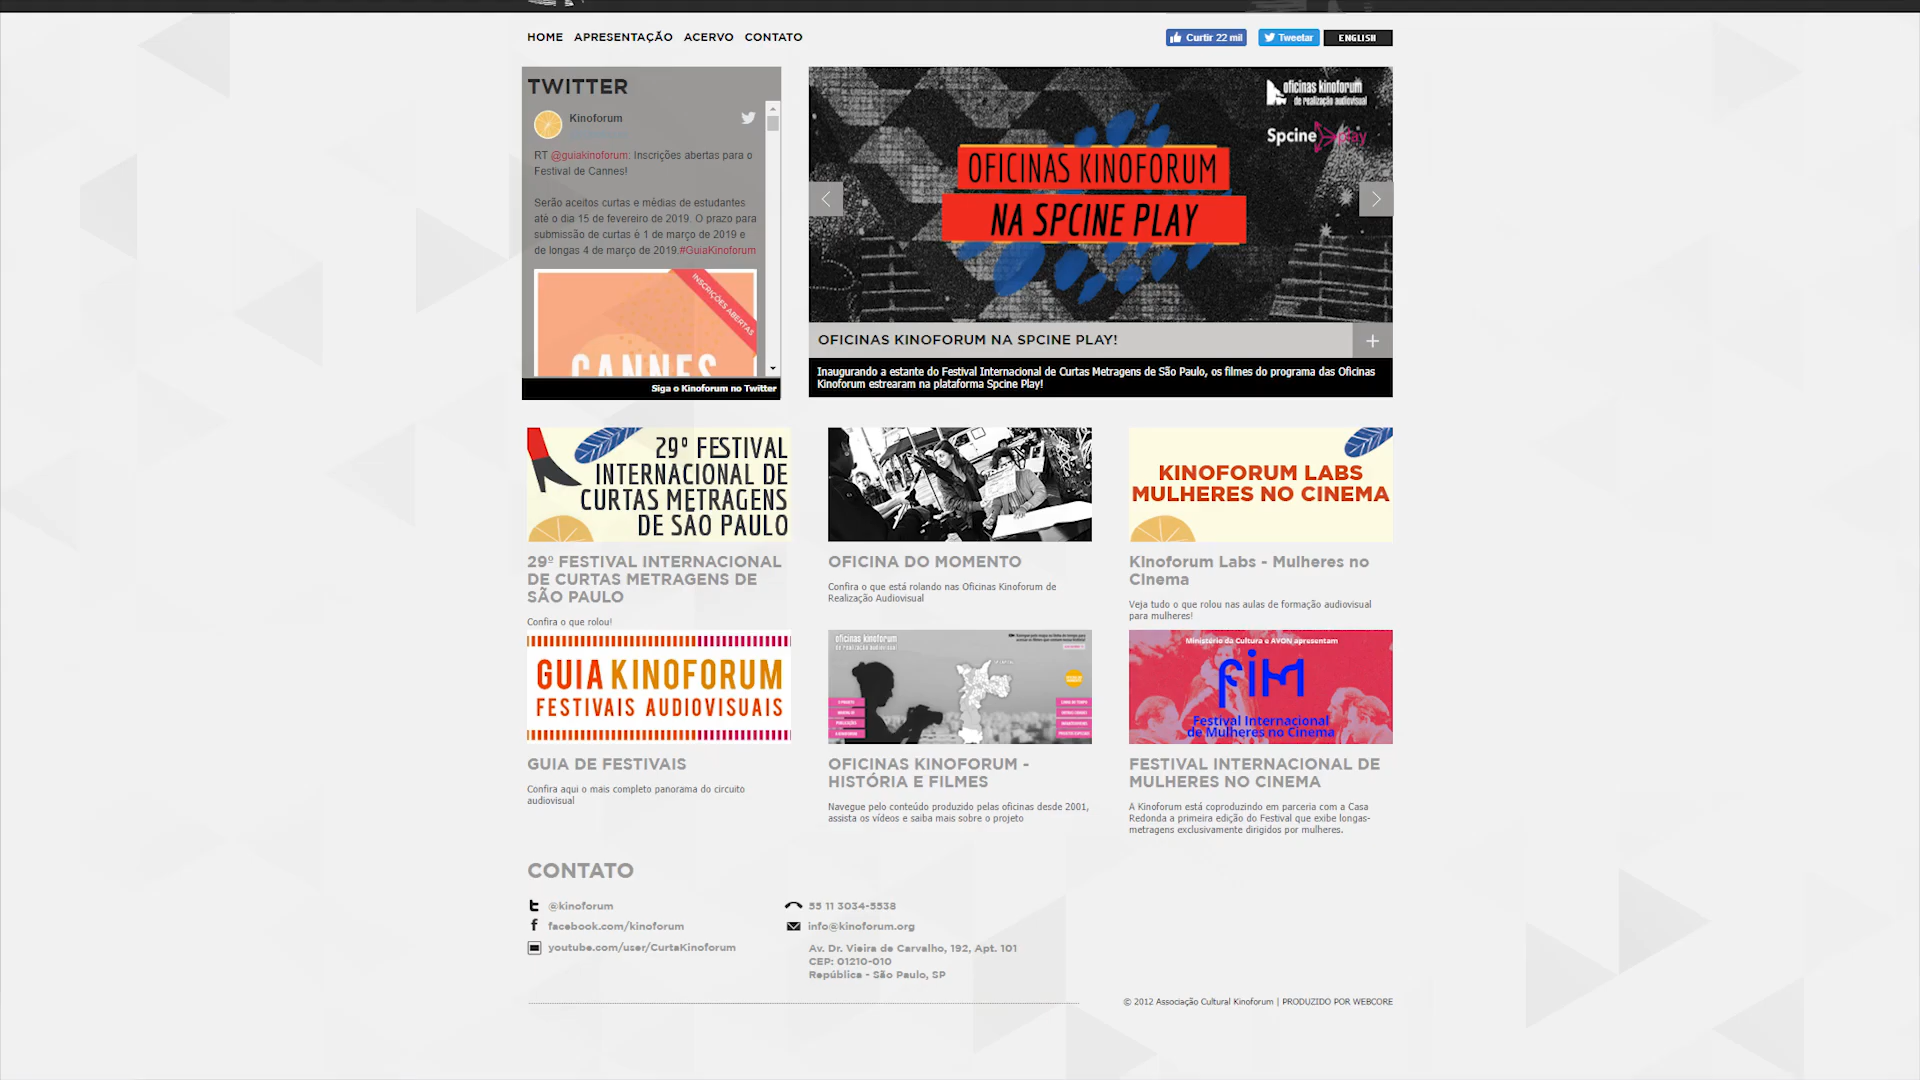 HOME APRESENTAÇÃO ACERVO CONTATO
Curtir 22 mil
Tweetar
ENGLISH
TWITTER
Kinoforum
RT @guiakinoforum: Inscrições abertas para o
Festival de Cannes!
Serão aceitos curtas e médias de estudantes
até o dia 15 de fevereiro de 2019. O prazo para
submissão de curtas é 1 de março de 2019 e
de longas 4 de março de 2019.#GuiaKinoforum
INSCRIÇÕES ABERTAS
CANNES
Siga o Kinoforum no Twitter
oficinas kinoforum
de realização audiovisual
Spcine play
OFICINAS KINOFORUM
NA SPCINE PLAY
OFICINAS KINOFORUM NA SPCINE PLAY!
Inaugurando a estante do Festival Internacional de Curtas Metragens de São Paulo, os filmes do programa das Oficinas
Kinoforum estrearam na plataforma Spcine Play!
29º FESTIVAL
INTERNACIONAL DE
CURTAS METRAGENS
DE SÃO PAULO
29º FESTIVAL INTERNACIONAL
DE CURTAS METRAGENS DE
SÃO PAULO
Confira o que rolou!
OFICINA DO MOMENTO
Confira o que está rolando nas Oficinas Kinoforum de
Realização Audiovisual
KINOFORUM LABS
MULHERES NO CINEMA
Kinoforum Labs - Mulheres no
Cinema
Veja tudo o que rolou nas aulas de formação audiovisual
para mulheres!
GUIA KINOFORUM
FESTIVAIS AUDIOVISUAIS
GUIA DE FESTIVAIS
Confira aqui o mais completo panorama do circuito
audiovisual
oficinas kinoforum
de realização audiovisual
OFICINAS KINOFORUM -
HISTÓRIA E FILMES
Navegue pelo conteúdo produzido pelas oficinas desde 2001,
assista os vídeos e saiba mais sobre o projeto
Ministério da Cultura e AVON apresentam
fim
Festival Internacional
de Mulheres no Cinema
FESTIVAL INTERNACIONAL DE
MULHERES NO CINEMA
A Kinoforum está coproduzindo em parceria com a Casa
Redonda a primeira edição do Festival que exibe longas-
metragens exclusivamente dirigidos por mulheres.
CONTATO
@kinoforum
facebook.com/kinoforum
youtube.com/user/CurtaKinoforum
55 11 3034-5538
info@kinoforum.org
Av. Dr. Vieira de Carvalho, 192, Apt. 101
CEP: 01210-010
República - São Paulo, SP
© 2012 Associação Cultural Kinoforum | PRODUZIDO POR WEBCORE